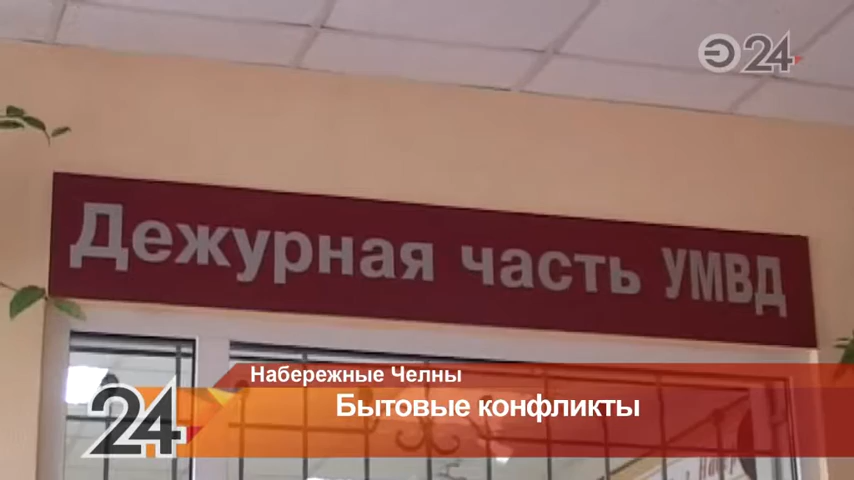 Э24
Дежурная часть УМВД
Набережные Челны
Бытовые конфликты
24